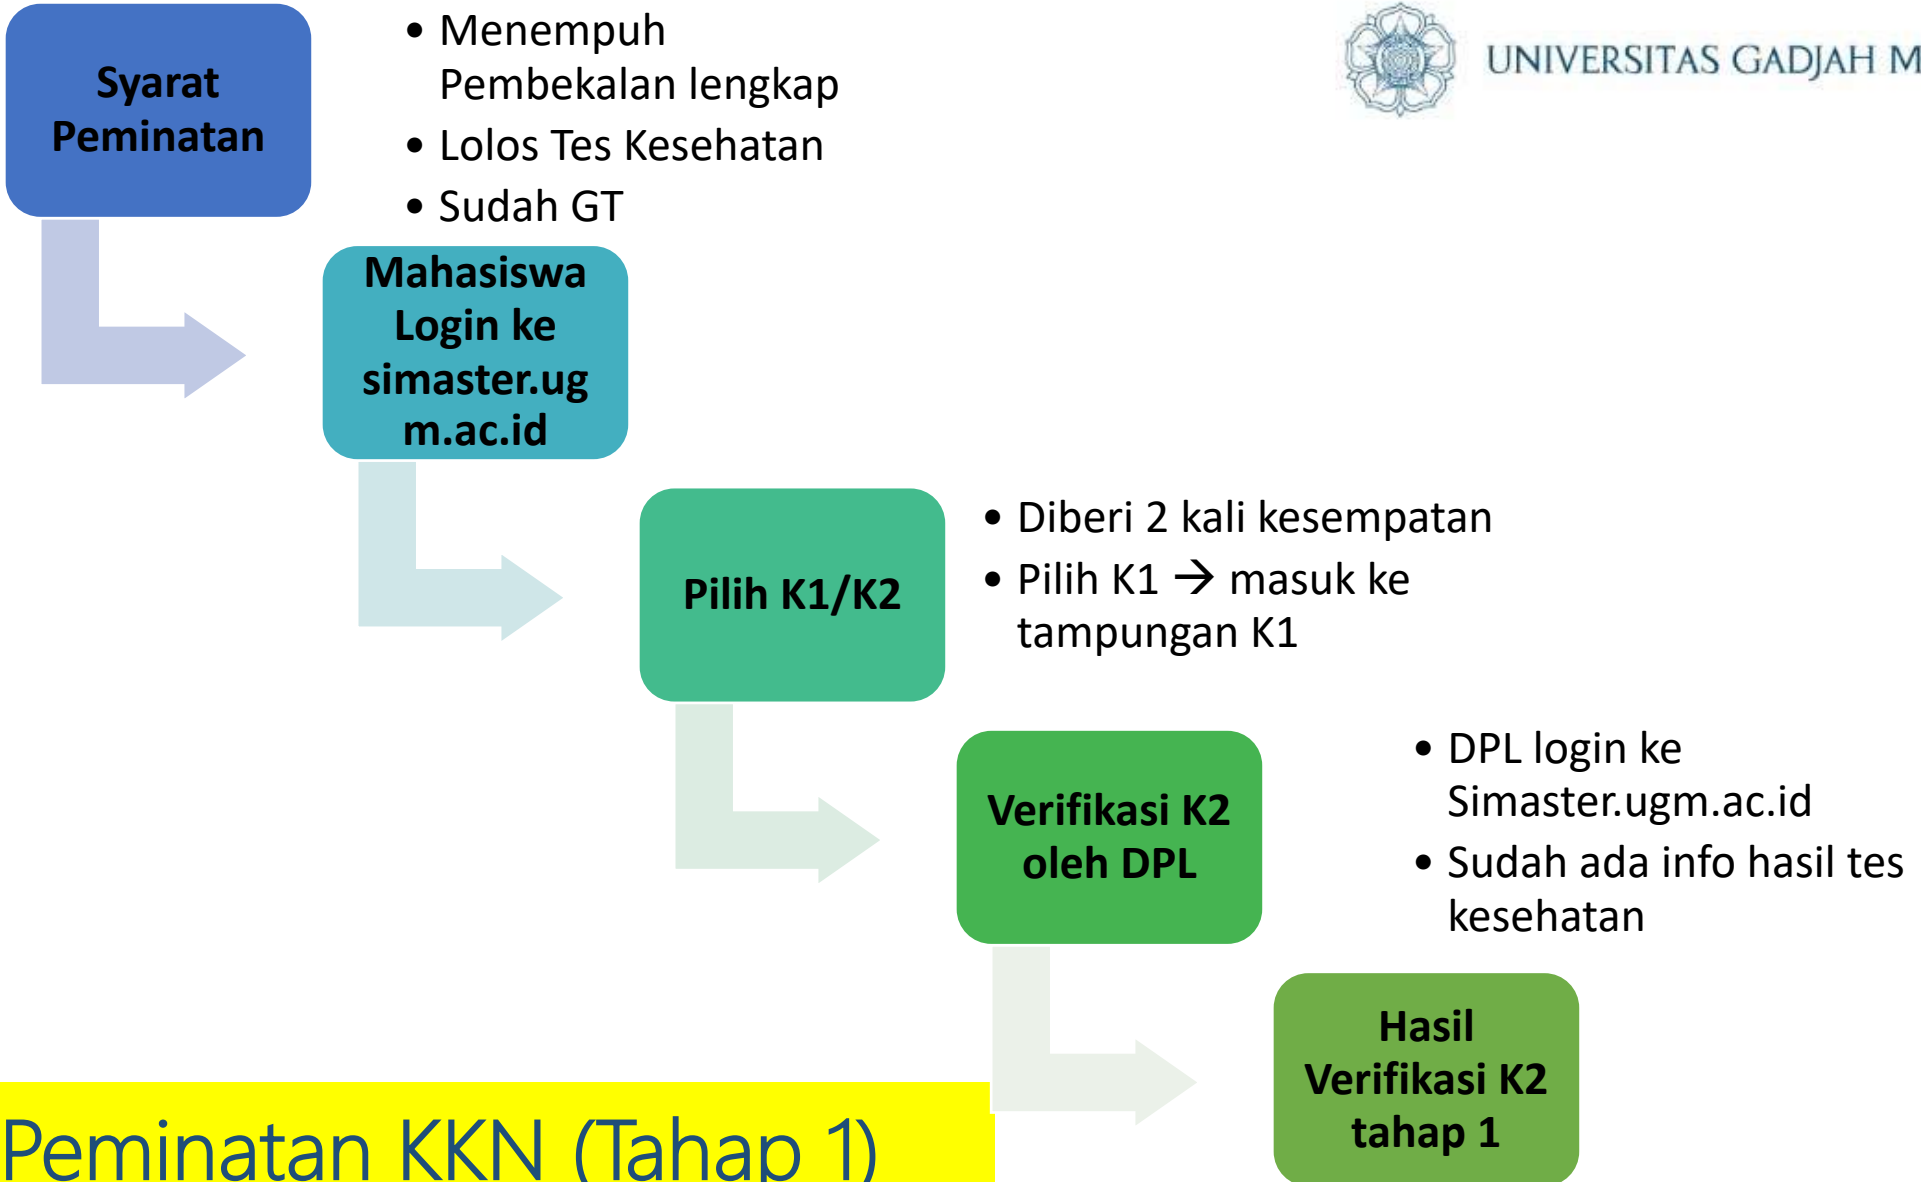 Syarat
Peminatan
• Menempuh
Pembekalan lengkap
• Lolos Tes Kesehatan
• Sudah GT
UNIVERSITAS GADJAH M
Mahasiswa
Login ke
simaster.ug
m.ac.id
Pilih K1/K2
• Diberi 2 kali kesempatan
• Pilih K1 → masuk ke
tampungan K1
Verifikasi K2
oleh DPL
• DPL login ke
Simaster.ugm.ac.id
• Sudah ada info hasil tes
kesehatan
Hasil
Verifikasi K2
tahap 1
Peminatan KKN (Tahap 1)